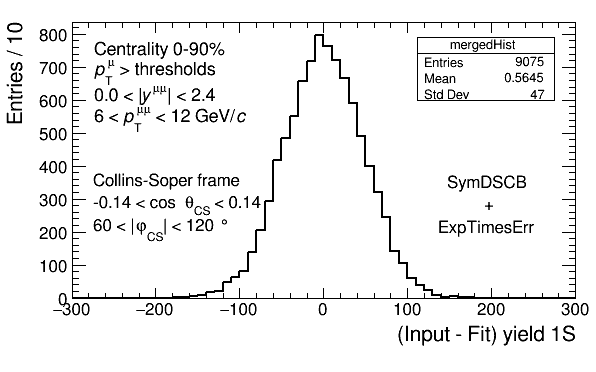 Entries / 10
800
700
600
500
400
300
200
100
0
Centrality 0-90%
p_T^μ > thresholds
0.0 < |y^μμ| < 2.4
6 < p_T^μμ < 12 GeV/c
Collins-Soper frame
-0.14 < cos θ_CS < 0.14
60 < |φ_CS| < 120 °
mergedHist
Entries 9075
Mean 0.5645
Std Dev 47
SymDSCB
+
ExpTimesErr
−300 −200 −100 0 100 200 300
(Input - Fit) yield 1S